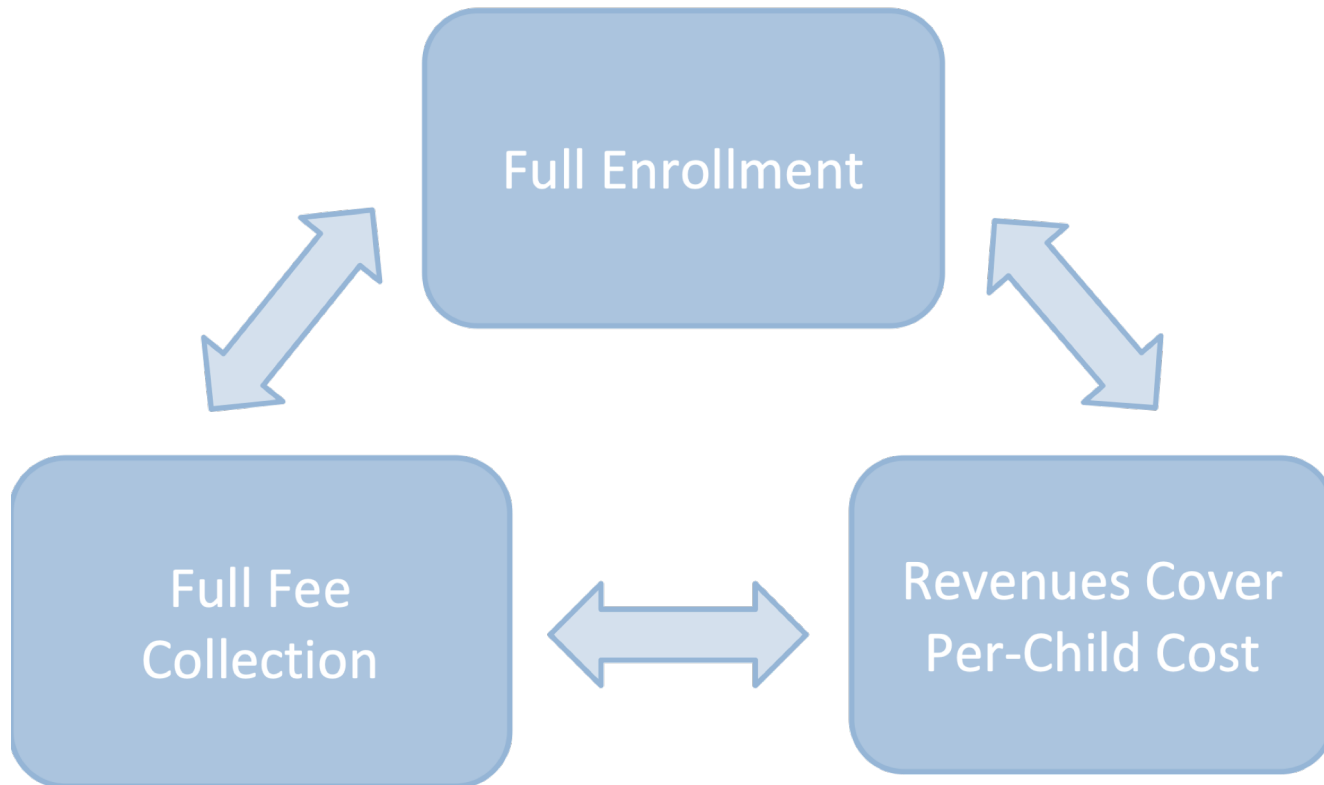 Full Enrollment
Full Fee
Collection
Revenues Cover
Per-Child Cost